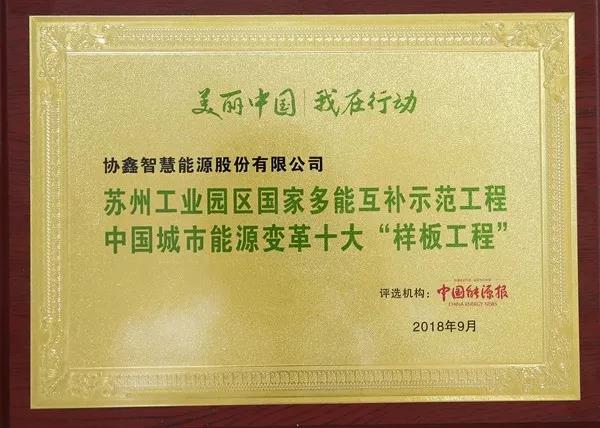 美丽中国|我在行动
协鑫智慧能源股份有限公司
苏州工业园区国家多能互补示范工程
中国城市能源变革十大“样板工程”
评选机构：中国能源报
CHINA ENERGY NEWS
2018年9月